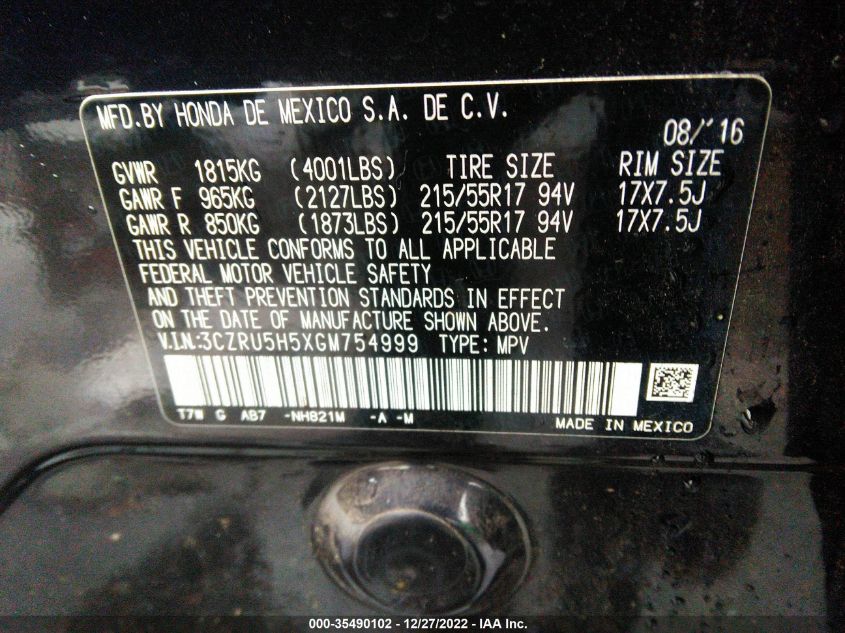 MFD.BY HONDA DE MEXICO S.A. DE C.V.
08/'16
GVWR 1815KG (4001LBS) TIRE SIZE RIM SIZE
GAWR F 965KG (2127LBS) 215/55R17 94V 17X7.5J
GAWR R 850KG (1873LBS) 215/55R17 94V 17X7.5J
THIS VEHICLE CONFORMS TO ALL APPLICABLE
FEDERAL MOTOR VEHICLE SAFETY
AND THEFT PREVENTION STANDARDS IN EFFECT
ON THE DATE OF MANUFACTURE SHOWN ABOVE.
V.I.N:3CZRU5H5XGM754999 TYPE: MPV
T7W G AB7 -NH821M -A -M
MADE IN MEXICO
000-35490102 - 12/27/2022 - IAA Inc.